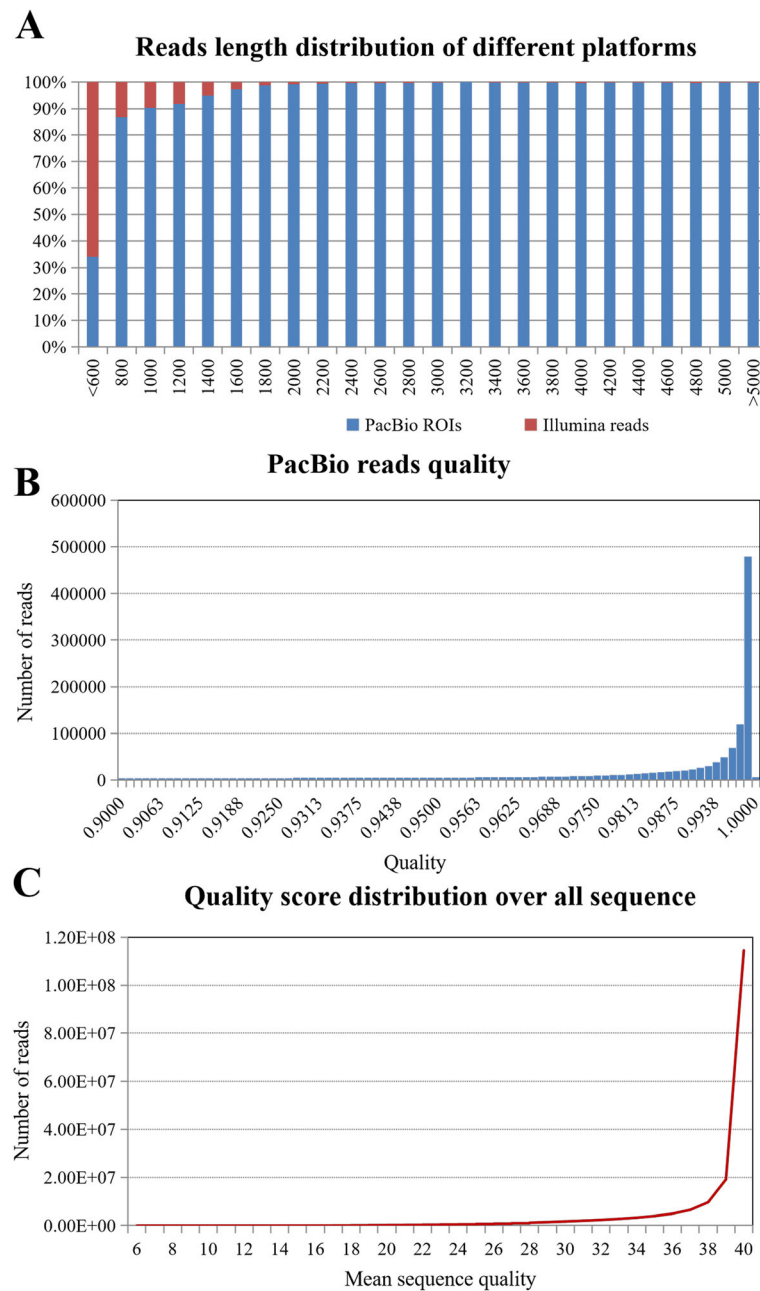 A
Reads length distribution of different platforms
100%
90%
80%
70%
60%
50%
40%
30%
20%
10%
0%
<600 800 1000 1200 1400 1600 1800 2000 2200 2400 2600 2800 3000 3200 3400 3600 3800 4000 4200 4400 4600 4800 5000 >5000
PacBio ROIs Illumina reads
B
PacBio reads quality
Number of reads
600000
500000
400000
300000
200000
100000
0
0.9000 0.9063 0.9125 0.9188 0.9250 0.9313 0.9375 0.9438 0.9500 0.9563 0.9625 0.9688 0.9750 0.9813 0.9875 0.9938 1.0000
Quality
C
Quality score distribution over all sequence
Number of reads
1.20E+08
1.00E+08
8.00E+07
6.00E+07
4.00E+07
2.00E+07
0.00E+00
6 8 10 12 14 16 18 20 22 24 26 28 30 32 34 36 38 40
Mean sequence quality